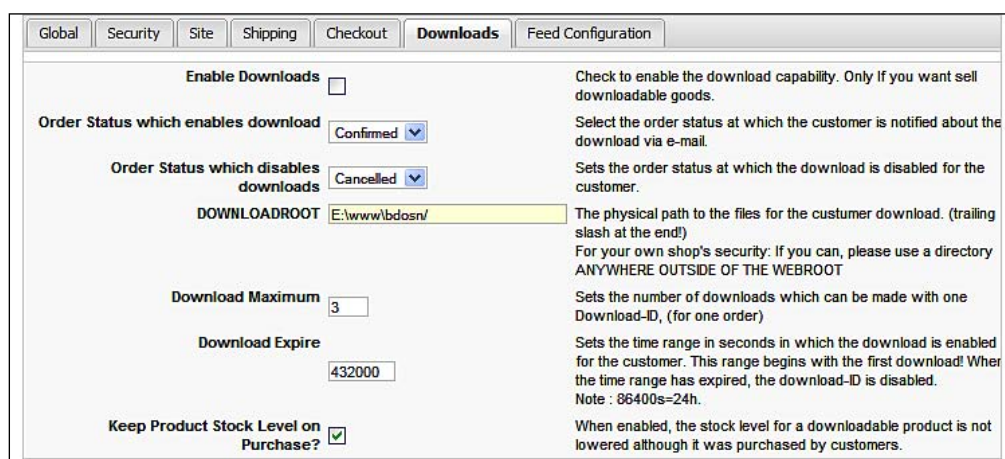 Global Security Site Shipping Checkout Downloads Feed Configuration
Enable Downloads
Check to enable the download capability. Only If you want sell
downloadable goods.
Order Status which enables download
Confirmed
Select the order status at which the customer is notified about the
download via e-mail.
Order Status which disables
downloads
Cancelled
Sets the order status at which the download is disabled for the
customer.
DOWNLOADROOT
E:\www\bdosn/
The physical path to the files for the custumer download. (trailing
slash at the end!)
For your own shop's security: If you can, please use a directory
ANYWHERE OUTSIDE OF THE WEBROOT
Download Maximum
3
Sets the number of downloads which can be made with one
Download-ID, (for one order)
Download Expire
432000
Sets the time range in seconds in which the download is enabled
for the customer. This range begins with the first download! When
the time range has expired, the download-ID is disabled.
Note : 86400s=24h.
Keep Product Stock Level on
Purchase?
When enabled, the stock level for a downloadable product is not
lowered although it was purchased by customers.